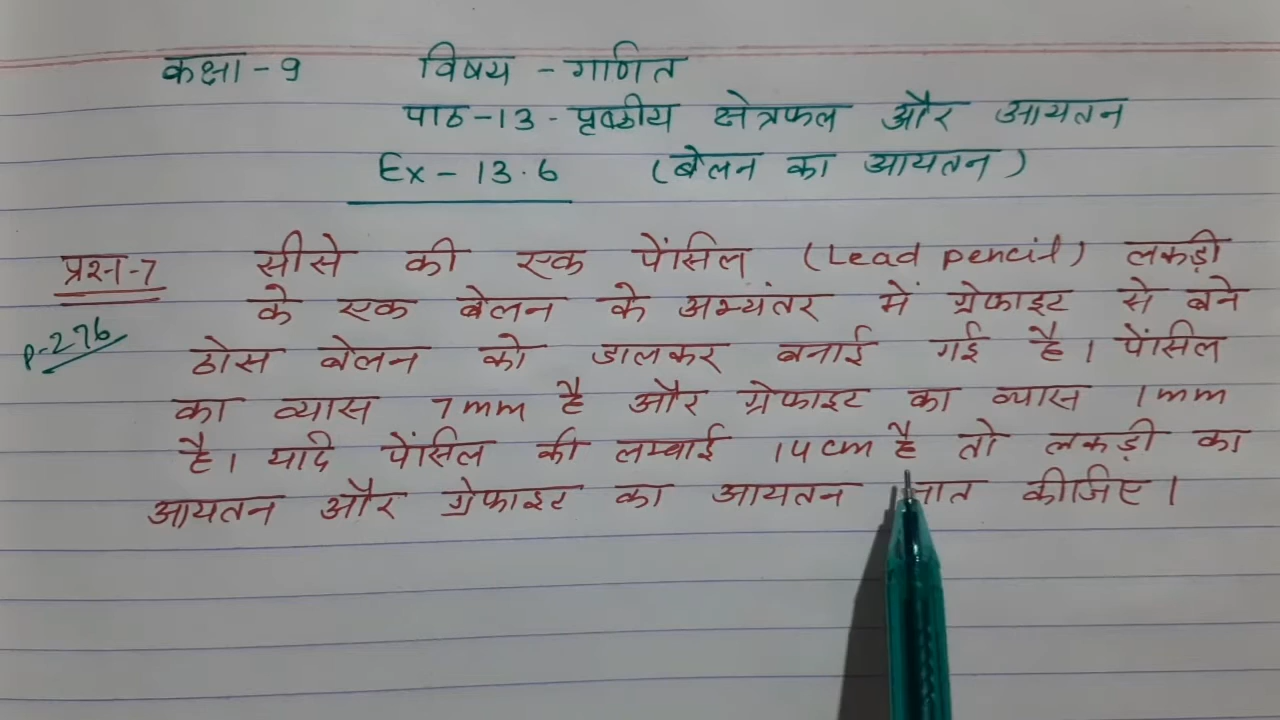 कक्षा - 9 विषय - गणित
पाठ - 13 - पृष्ठीय क्षेत्रफल और आयतन
Ex - 13.6 (बेलन का आयतन)
प्रश्न-7 सीसे की एक पेंसिल (Lead pencil) लकड़ी
के एक बेलन के अभ्यंतर में ग्रेफाइट से बने
P-276
ठोस बेलन को डालकर बनाई गई है। पेंसिल
का व्यास 7mm है और ग्रेफाइट का व्यास 1mm
है। यदि पेंसिल की लम्बाई 14cm है तो लकड़ी का
आयतन और ग्रेफाइट का आयतन ज्ञात कीजिए।